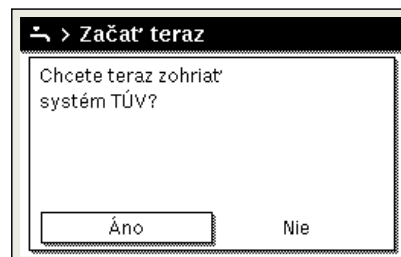 > Začať teraz
Chcete teraz zohriať
systém TÚV?
Áno
Nie